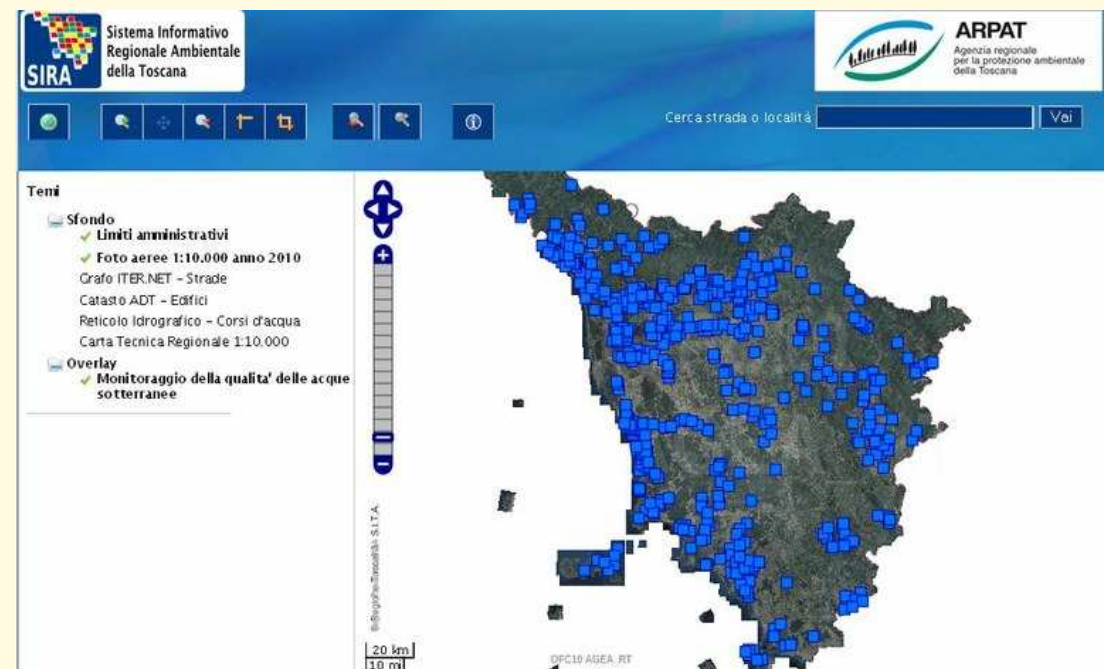 SIRA
Sistema Informativo
Regionale Ambientale
della Toscana
ARPAT
Agenzia regionale
per la protezione ambientale
della Toscana
Cerca strada o località
Vai
Temi
Sfondo
Limiti amministrativi
Foto aeree 1:10.000 anno 2010
Grafo ITER.NET - Strade
Catasto ADT - Edifici
Reticolo Idrografico - Corsi d'acqua
Carta Tecnica Regionale 1:10.000
Overlay
Monitoraggio della qualita' delle acque
sotterranee
S.I.T.A.
20 km
10 mi
OFC10 AGEA RT